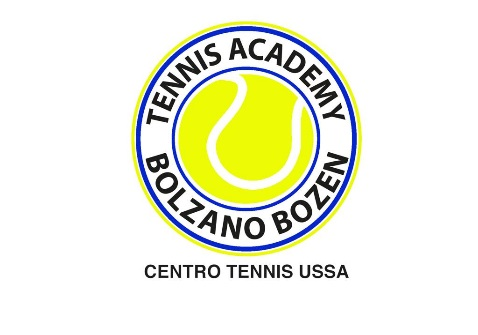 TENNIS ACADEMY
BOLZANO BOZEN
CENTRO TENNIS USSA